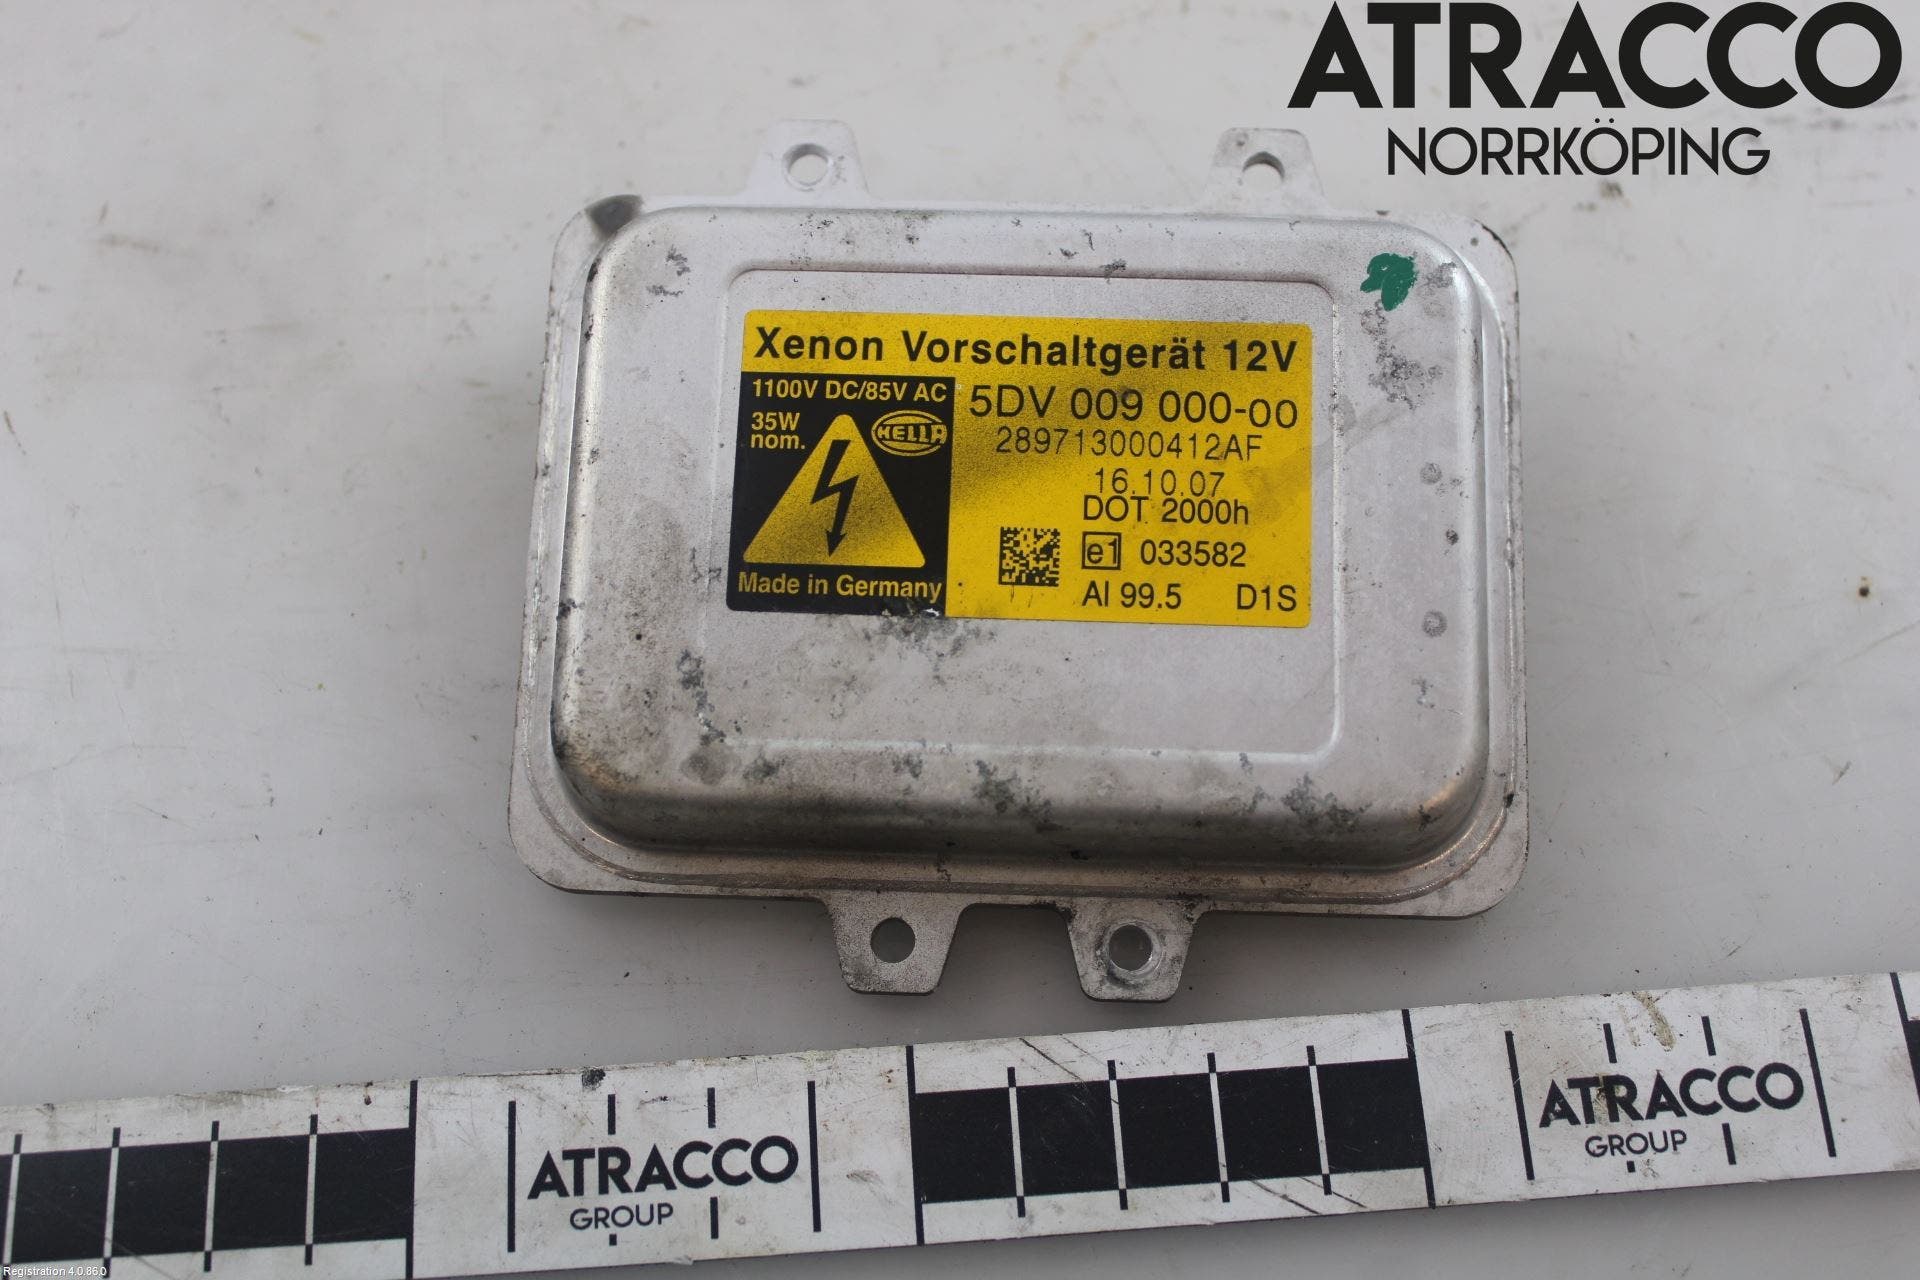 ATRACCO
NORRKÖPING
Xenon Vorschaltgerät 12V
1100V DC/85V AC
35W
nom.
HELLA
Made in Germany
5DV 009 000-00
289713000412AF
16.10.07
DOT 2000h
e1 033582
Al 99.5 D1S
ATRACCO
GROUP
ATRACCO
GROUP
Registration 4.0.86.0